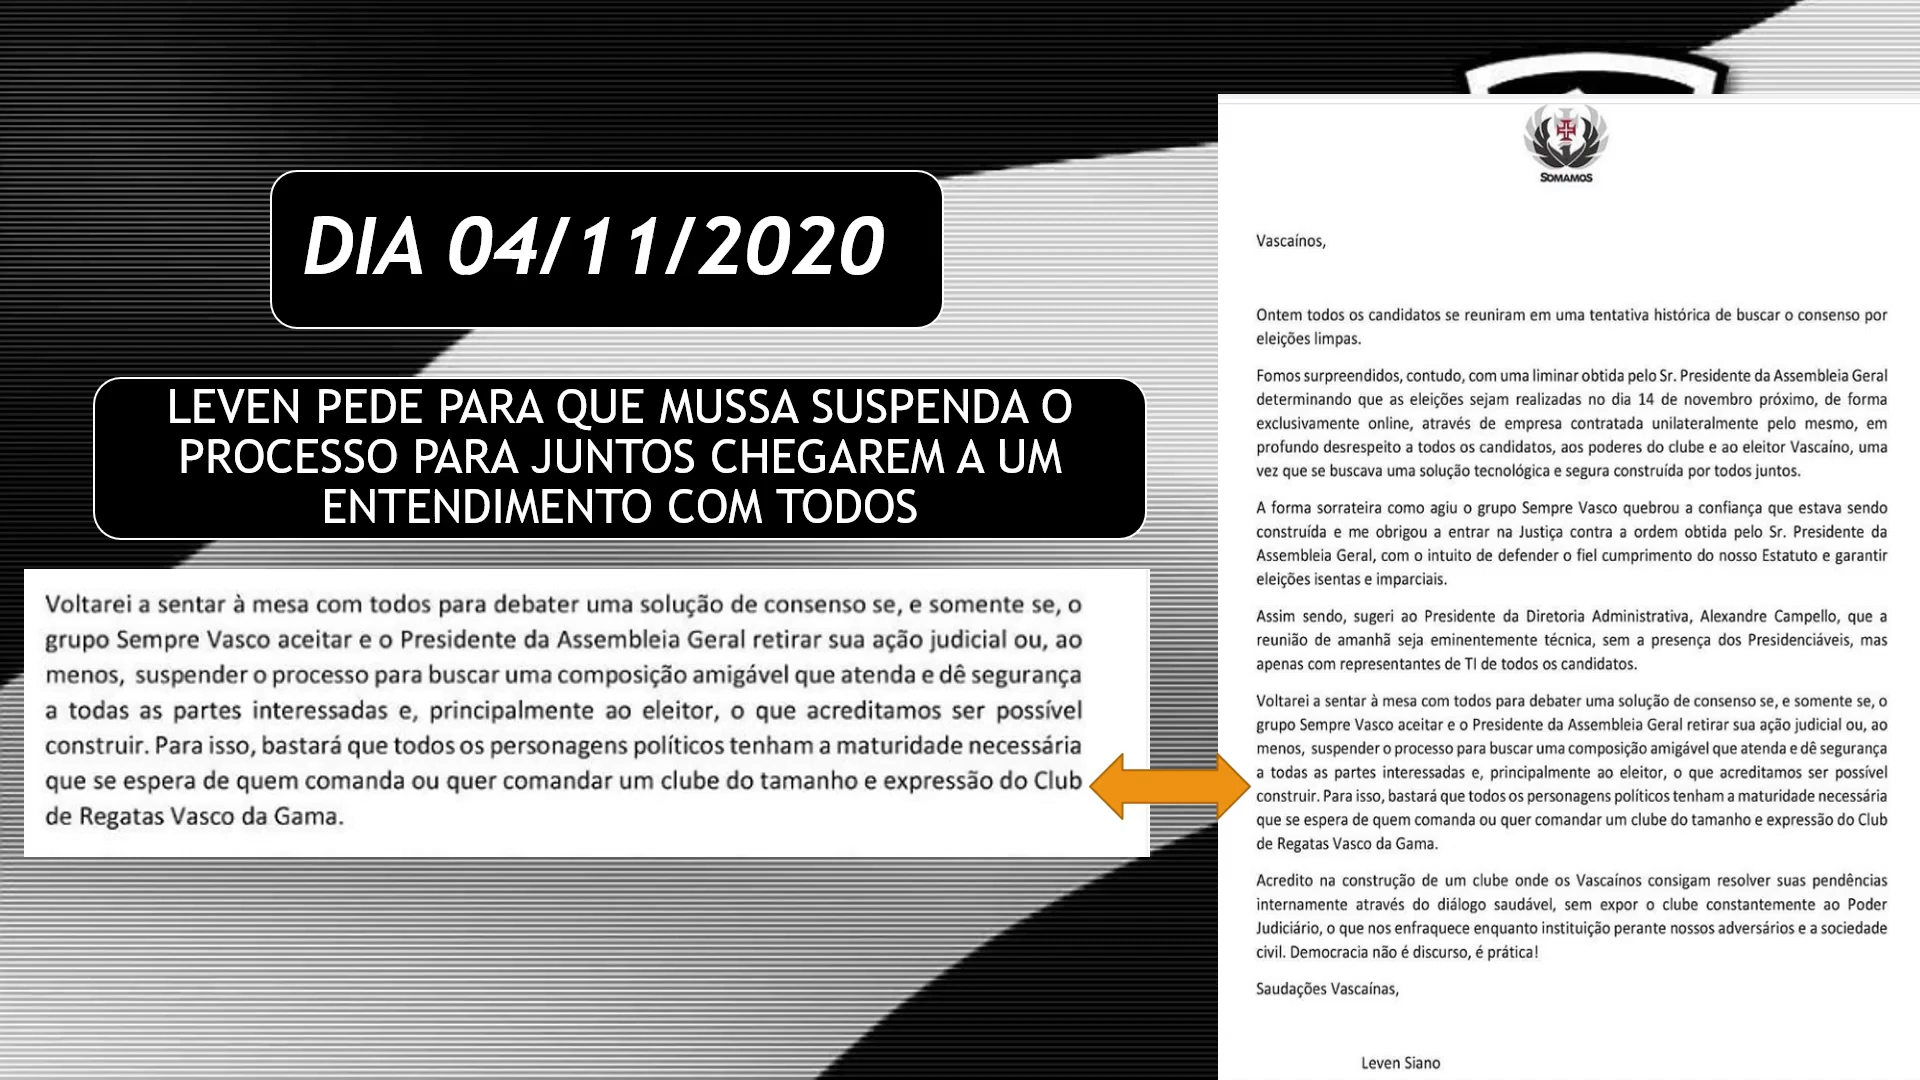 DIA 04/11/2020
LEVEN PEDE PARA QUE MUSSA SUSPENDA O
PROCESSO PARA JUNTOS CHEGAREM A UM
ENTENDIMENTO COM TODOS
Voltarei a sentar à mesa com todos para debater uma solução de consenso se, e somente se, o
grupo Sempre Vasco aceitar e o Presidente da Assembleia Geral retirar sua ação judicial ou, ao
menos, suspender o processo para buscar uma composição amigável que atenda e dê segurança
a todas as partes interessadas e, principalmente ao eleitor, o que acreditamos ser possível
construir. Para isso, bastará que todos os personagens políticos tenham a maturidade necessária
que se espera de quem comanda ou quer comandar um clube do tamanho e expressão do Club
de Regatas Vasco da Gama.
SOMAMOS
Vascaínos,
Ontem todos os candidatos se reuniram em uma tentativa histórica de buscar o consenso por
eleições limpas.
Fomos surpreendidos, contudo, com uma liminar obtida pelo Sr. Presidente da Assembleia Geral
determinando que as eleições sejam realizadas no dia 14 de novembro próximo, de forma
exclusivamente online, através de empresa contratada unilateralmente pelo mesmo, em
profundo desrespeito a todos os candidatos, aos poderes do clube e ao eleitor Vascaíno, uma
vez que se buscava uma solução tecnológica e segura construída por todos juntos.
A forma sorrateira como agiu o grupo Sempre Vasco quebrou a confiança que estava sendo
construída e me obrigou a entrar na Justiça contra a ordem obtida pelo Sr. Presidente da
Assembleia Geral, com o intuito de defender o fiel cumprimento do nosso Estatuto e garantir
eleições isentas e imparciais.
Assim sendo, sugeri ao Presidente da Diretoria Administrativa, Alexandre Campello, que a
reunião de amanhã seja eminentemente técnica, sem a presença dos Presidenciáveis, mas
apenas com representantes de TI de todos os candidatos.
Voltarei a sentar à mesa com todos para debater uma solução de consenso se, e somente se, o
grupo Sempre Vasco aceitar e o Presidente da Assembleia Geral retirar sua ação judicial ou, ao
menos, suspender o processo para buscar uma composição amigável que atenda e dê segurança
a todas as partes interessadas e, principalmente ao eleitor, o que acreditamos ser possível
construir. Para isso, bastará que todos os personagens políticos tenham a maturidade necessária
que se espera de quem comanda ou quer comandar um clube do tamanho e expressão do Club
de Regatas Vasco da Gama.
Acredito na construção de um clube onde os Vascaínos consigam resolver suas pendências
internamente através do diálogo saudável, sem expor o clube constantemente ao Poder
Judiciário, o que nos enfraquece enquanto instituição perante nossos adversários e a sociedade
civil. Democracia não é discurso, é prática!
Saudações Vascaínas,
Leven Siano